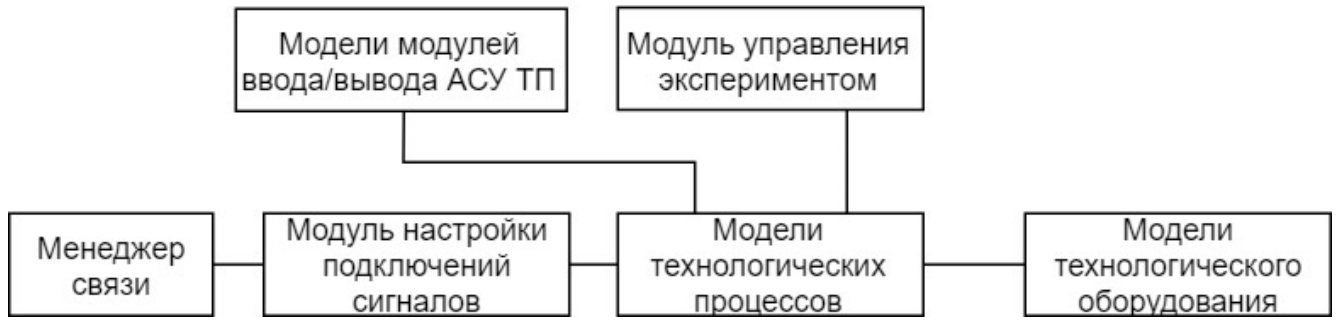 Модели модулей
ввода/вывода АСУ ТП
Модуль управления
экспериментом
Менеджер
связи
Модуль настройки
подключений
сигналов
Модели
технологических
процессов
Модели
технологического
оборудования